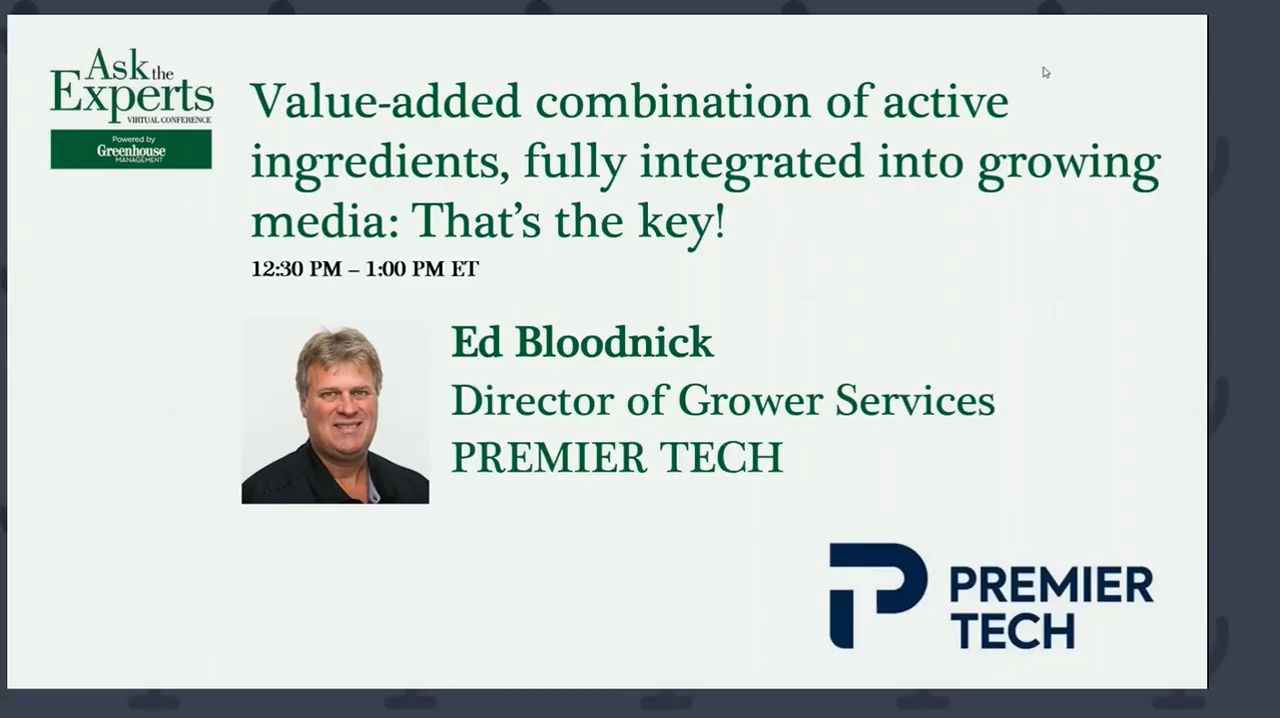 Ask the
Experts
VIRTUAL CONFERENCE
Powered by
Greenhouse
MANAGEMENT
Value-added combination of active
ingredients, fully integrated into growing
media: That’s the key!
12:30 PM – 1:00 PM ET
Ed Bloodnick
Director of Grower Services
PREMIER TECH
PREMIER
TECH